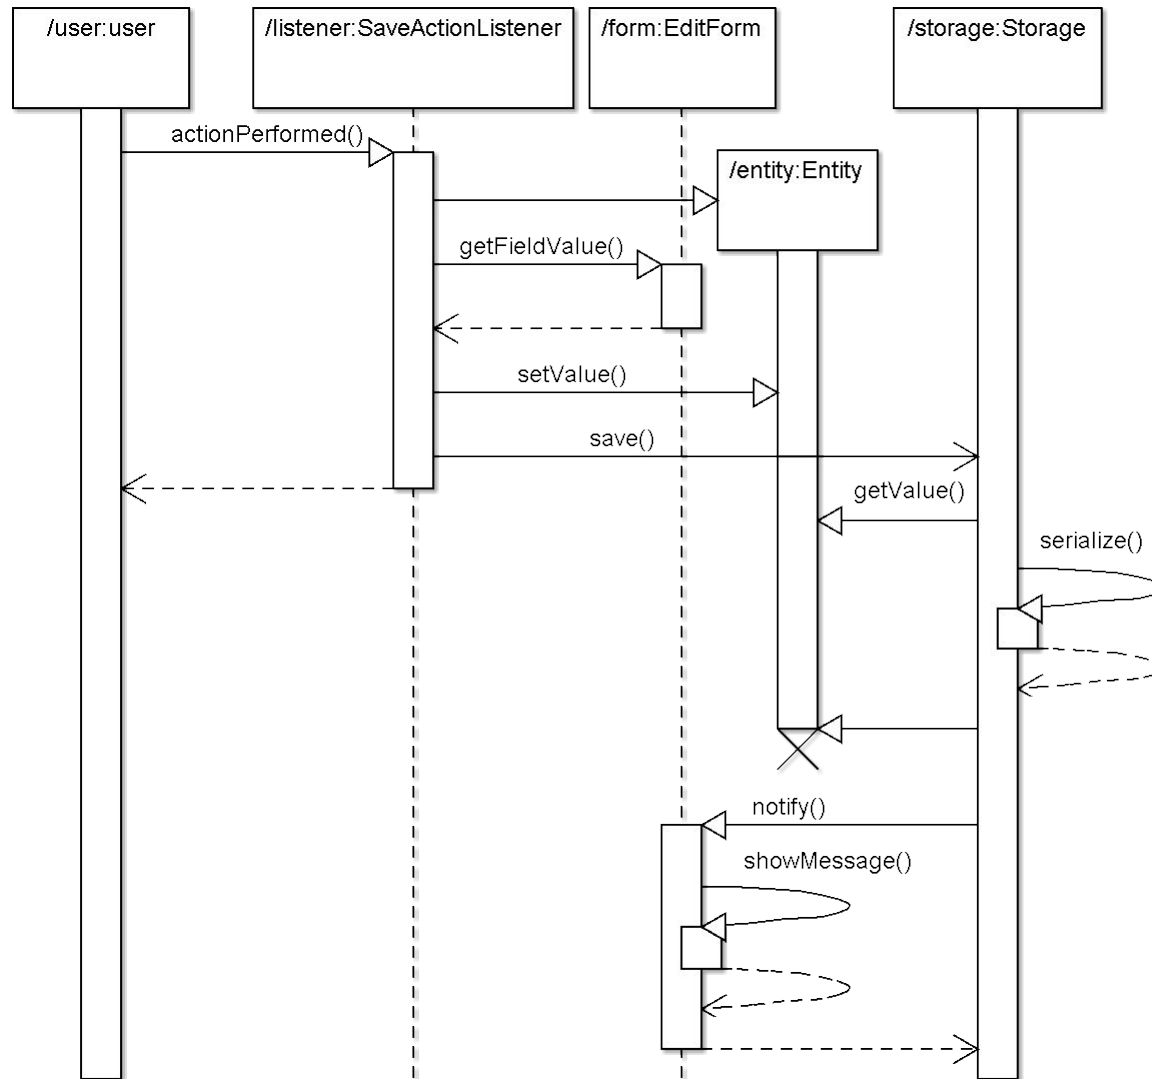 /user:user
/listener:SaveActionListener
/form:EditForm
/storage:Storage
actionPerformed()
/entity:Entity
getFieldValue()
setValue()
save()
getValue()
serialize()
notify()
showMessage()